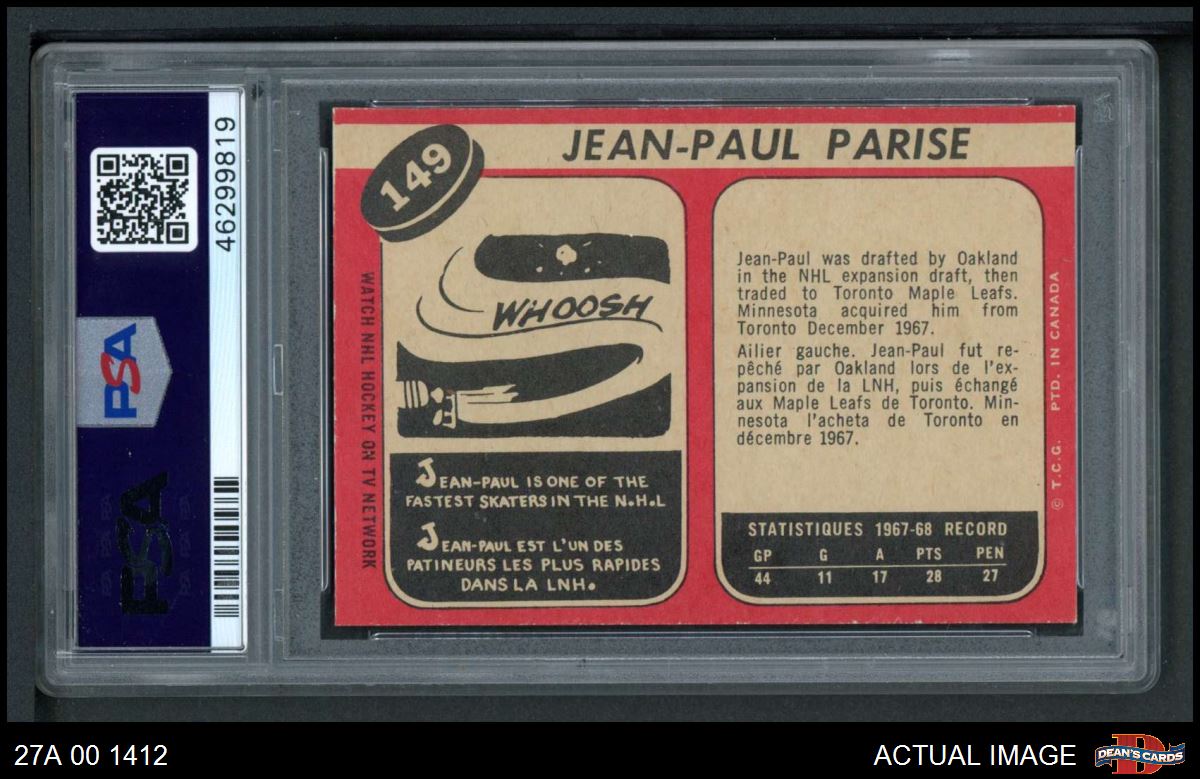 46299819
PSA
PSA
149
JEAN-PAUL PARISE
WATCH NHL HOCKEY ON TV NETWORK
WHOOSH
JEAN-PAUL IS ONE OF THE
FASTEST SKATERS IN THE N.H.L
JEAN-PAUL EST L'UN DES
PATINEURS LES PLUS RAPIDES
DANS LA LNH.
Jean-Paul was drafted by Oakland
in the NHL expansion draft, then
traded to Toronto Maple Leafs.
Minnesota acquired him from
Toronto December 1967.
Ailier gauche. Jean-Paul fut re-
pêché par Oakland lors de l'ex-
pansion de la LNH, puis échangé
aux Maple Leafs de Toronto. Min-
nesota l'acheta de Toronto en
décembre 1967.
STATISTIQUES 1967-68 RECORD
GP G A PTS PEN
44 11 17 28 27
© T.C.G. PTD. IN CANADA
27A 00 1412
ACTUAL IMAGE
DEAN'S CARDS